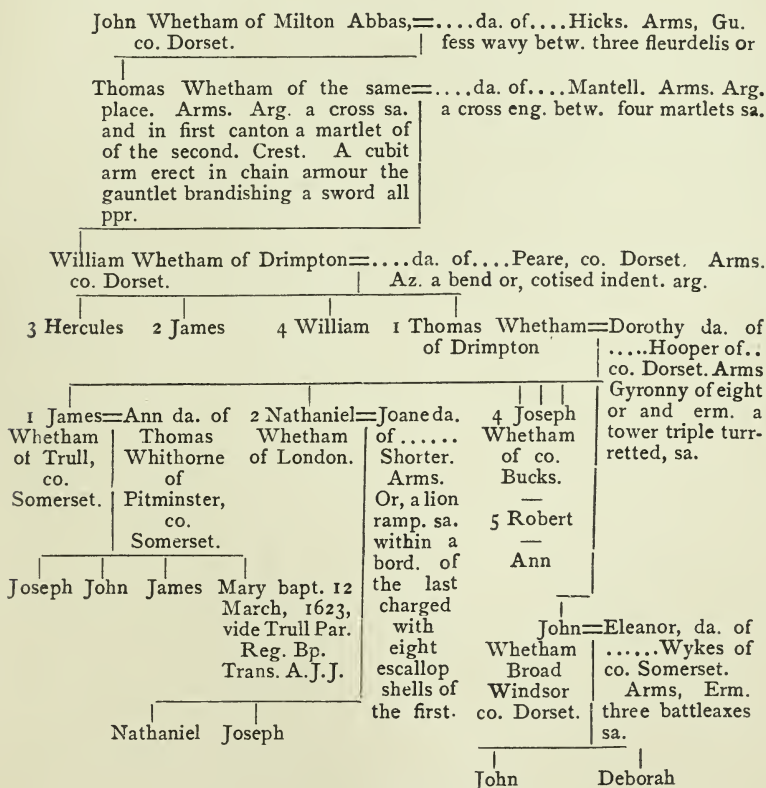 John Whetham of Milton Abbas,=....da. of....Hicks. Arms, Gu.
co. Dorset. fess wavy betw. three fleurdelis or
Thomas Whetham of the same=....da. of....Mantell. Arms. Arg.
place. Arms. Arg. a cross sa. a cross eng. betw. four martlets sa.
and in first canton a martlet of
of the second. Crest. A cubit
arm erect in chain armour the
gauntlet brandishing a sword all
ppr.
William Whetham of Drimpton=....da. of....Peare, co. Dorset. Arms.
co. Dorset. Az. a bend or, cotised indent. arg.
3 Hercules 2 James 4 William 1 Thomas Whetham=Dorothy da. of
of Drimpton .....Hooper of..
co. Dorset. Arms
Gyronny of eight
or and erm. a
tower triple turr-
retted, sa.
1 James=Ann da. of
Whetham Thomas
of Trull, Whithorne
co. of
Somerset. Pitminster,
co.
Somerset.
2 Nathaniel=Joane da.
Whetham of ......
of London. Shorter.
Arms.
Or, a lion
ramp. sa.
within a
bord. of
the last
charged
with
eight
escallop
shells of
the first.
4 Joseph
Whetham
of co.
Bucks.
—
5 Robert
—
Ann
Joseph John James Mary bapt. 12
March, 1623,
vide Trull Par.
Reg. Bp.
Trans. A.J.J.
Nathaniel Joseph
John=Eleanor, da. of
Whetham ......Wykes of
Broad co. Somerset.
Windsor Arms, Erm.
co. Dorset. three battleaxes
sa.
John Deborah